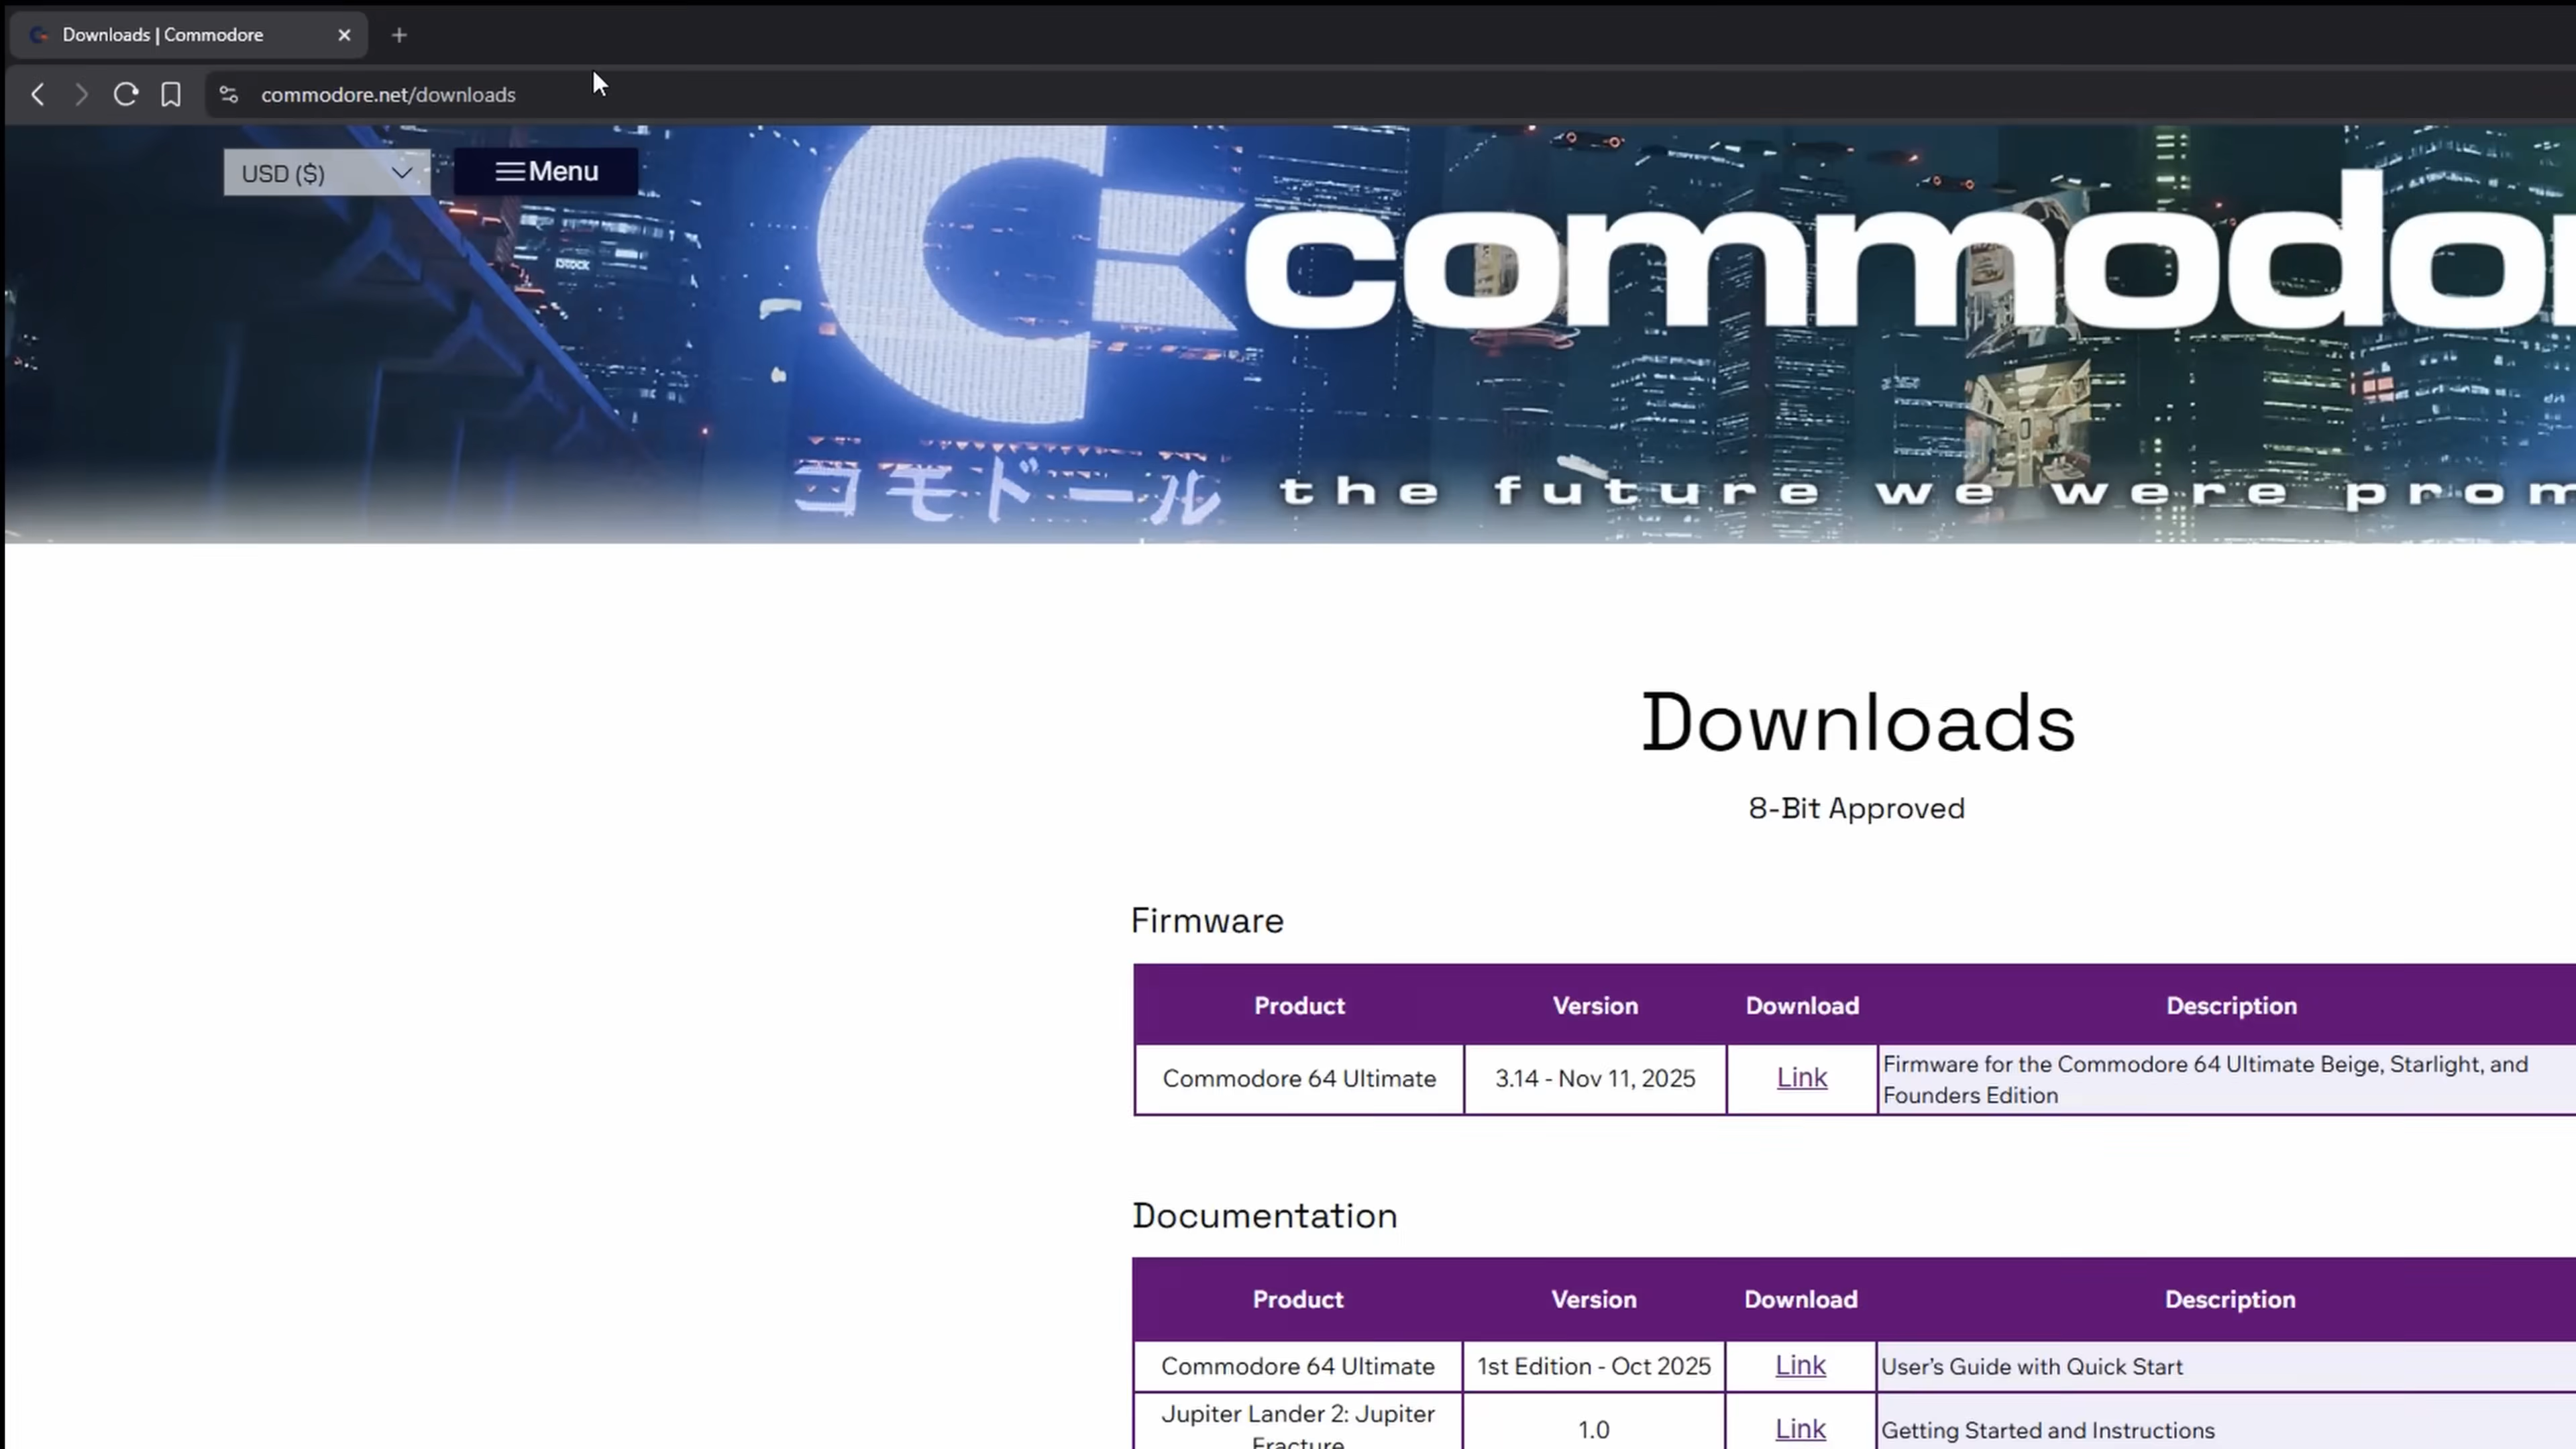 Downloads | Commodore
commodore.net/downloads
USD ($)
Menu
commodor
コモドール
the future we were prom
Downloads
8-Bit Approved
Firmware
Product Version Download Description
Commodore 64 Ultimate 3.14 - Nov 11, 2025 Link Firmware for the Commodore 64 Ultimate Beige, Starlight, and
Founders Edition
Documentation
Product Version Download Description
Commodore 64 Ultimate 1st Edition - Oct 2025 Link User's Guide with Quick Start
Jupiter Lander 2: Jupiter
Fracture 1.0 Link Getting Started and Instructions